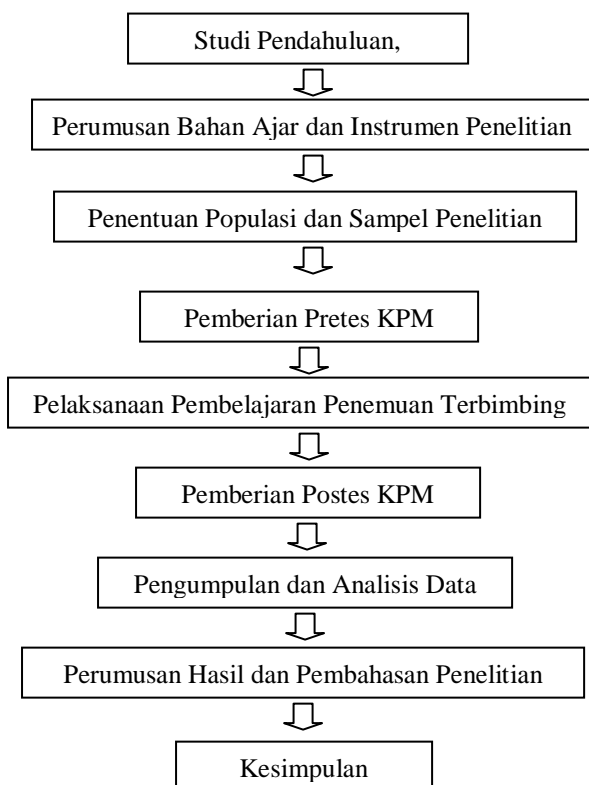 Studi Pendahuluan,
Perumusan Bahan Ajar dan Instrumen Penelitian
Penentuan Populasi dan Sampel Penelitian
Pemberian Pretes KPM
Pelaksanaan Pembelajaran Penemuan Terbimbing
Pemberian Postes KPM
Pengumpulan dan Analisis Data
Perumusan Hasil dan Pembahasan Penelitian
Kesimpulan